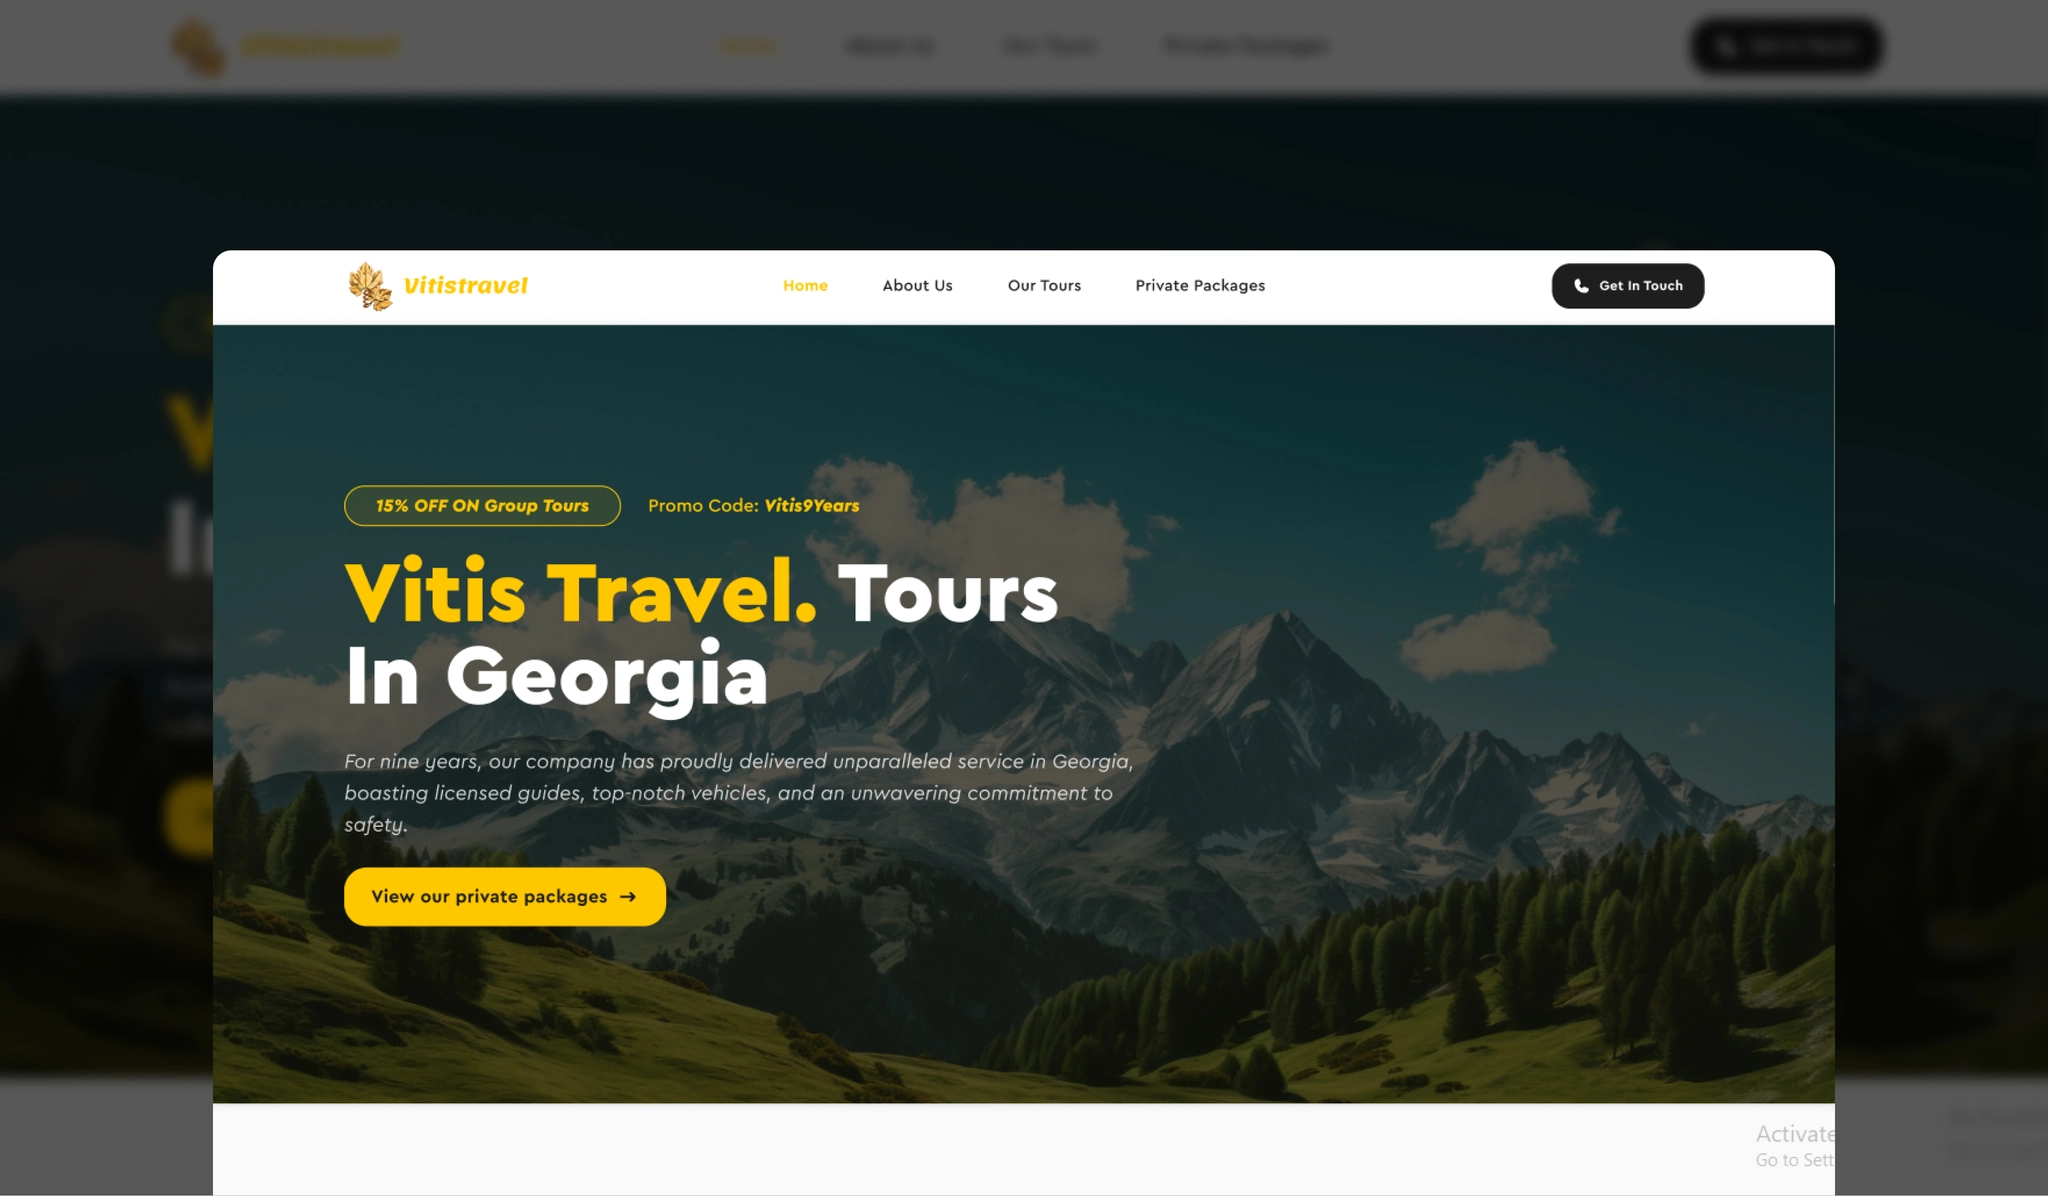 Vitistravel
Home
About Us
Our Tours
Private Packages
Get In Touch
15% OFF ON Group Tours
Promo Code: Vitis9Years
Vitis Travel. Tours
In Georgia
For nine years, our company has proudly delivered unparalleled service in Georgia,
boasting licensed guides, top-notch vehicles, and an unwavering commitment to
safety.
View our private packages →
Activate
Go to Sett